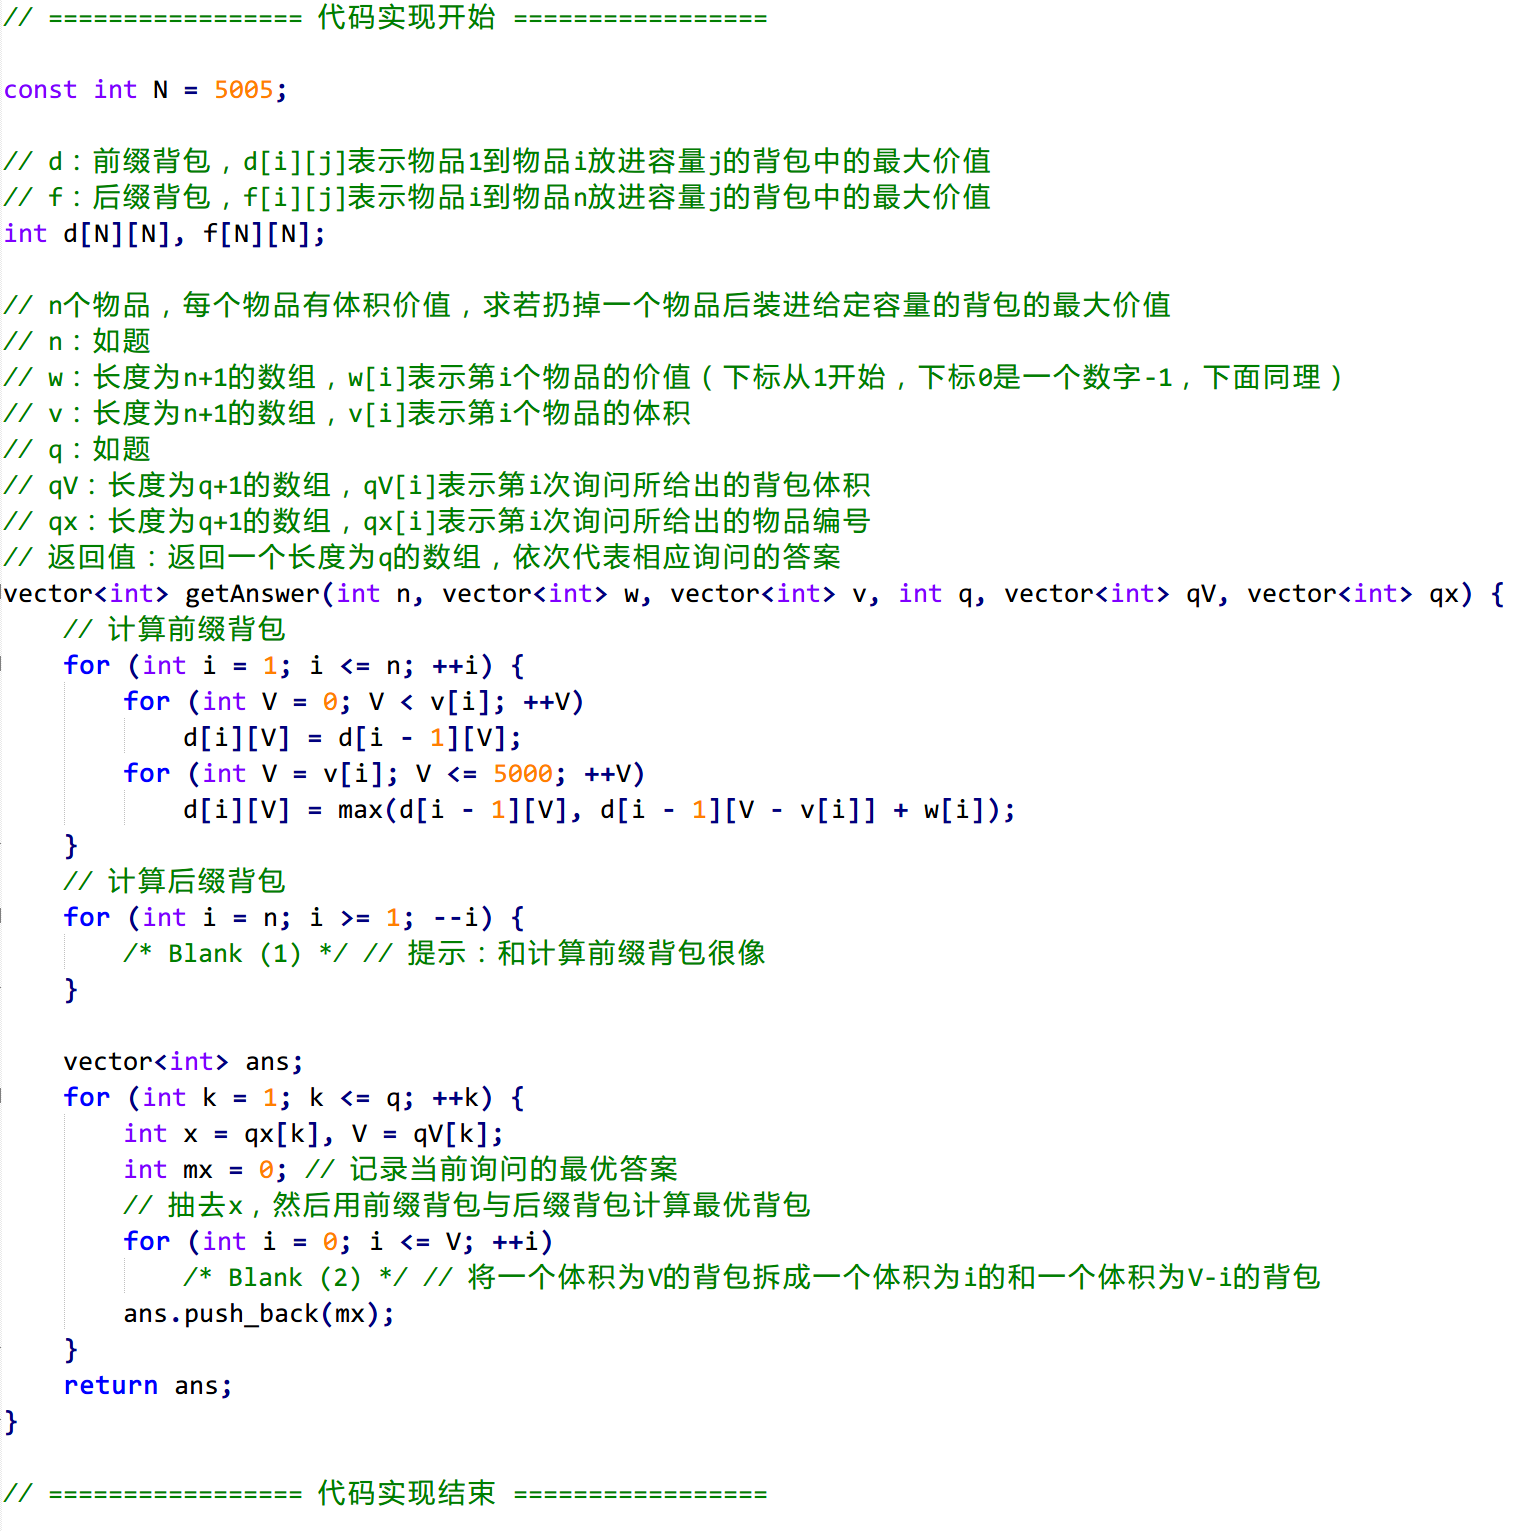 // ================= 代码实现开始 =================
const int N = 5005;
// d：前缀背包，d[i][j]表示物品1到物品i放进容量j的背包中的最大价值
// f：后缀背包，f[i][j]表示物品i到物品n放进容量j的背包中的最大价值
int d[N][N], f[N][N];
// n个物品，每个物品有体积价值，求若扔掉一个物品后装进给定容量的背包的最大价值
// n：如题
// w：长度为n+1的数组，w[i]表示第i个物品的价值（下标从1开始，下标0是一个数字-1，下面同理）
// v：长度为n+1的数组，v[i]表示第i个物品的体积
// q：如题
// qV：长度为q+1的数组，qV[i]表示第i次询问所给出的背包体积
// qx：长度为q+1的数组，qx[i]表示第i次询问所给出的物品编号
// 返回值：返回一个长度为q的数组，依次代表相应询问的答案
vector<int> getAnswer(int n, vector<int> w, vector<int> v, int q, vector<int> qV, vector<int> qx) {
    // 计算前缀背包
    for (int i = 1; i <= n; ++i) {
        for (int V = 0; V < v[i]; ++V)
            d[i][V] = d[i - 1][V];
        for (int V = v[i]; V <= 5000; ++V)
            d[i][V] = max(d[i - 1][V], d[i - 1][V - v[i]] + w[i]);
    }
    // 计算后缀背包
    for (int i = n; i >= 1; --i) {
        /* Blank (1) */ // 提示：和计算前缀背包很像
    }
    vector<int> ans;
    for (int k = 1; k <= q; ++k) {
        int x = qx[k], V = qV[k];
        int mx = 0; // 记录当前询问的最优答案
        // 抽去x，然后用前缀背包与后缀背包计算最优背包
        for (int i = 0; i <= V; ++i)
            /* Blank (2) */ // 将一个体积为V的背包拆成一个体积为i的和一个体积为V-i的背包
        ans.push_back(mx);
    }
    return ans;
}
// ================= 代码实现结束 =================